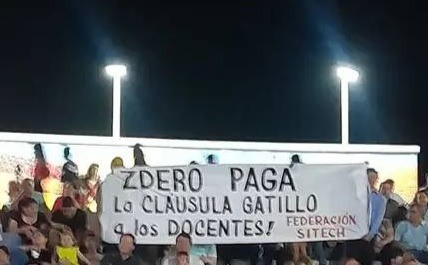 ZDERO PAGA
La CLÁUSULA GATILLO
a los DOCENTES! FEDERACIÓN
SITECH